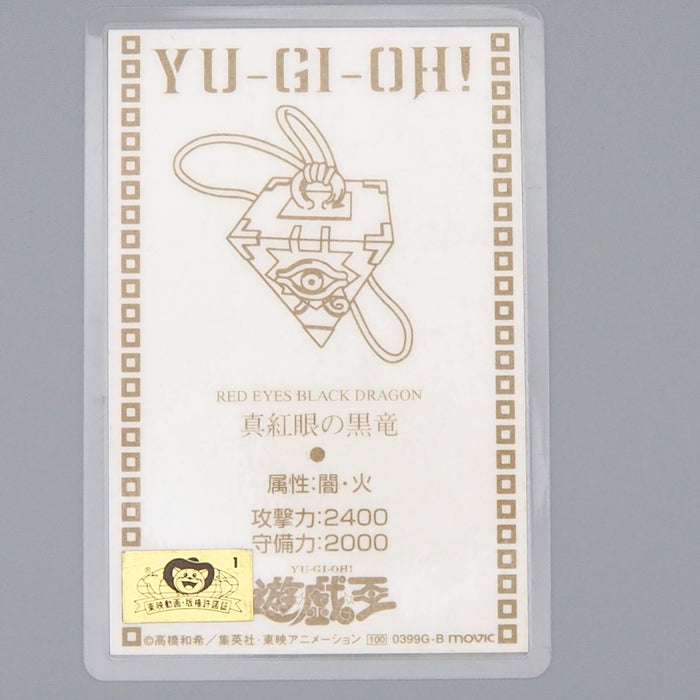 YU-GI-OH!
RED EYES BLACK DRAGON
真紅眼の黒竜
属性:闇・火
攻撃力:2400
守備力:2000
YU-GI-OH!
遊戯王
® 1
東映動画・版権許諾証
©高橋和希/集英社・東映アニメーション 100 0399G-B movic